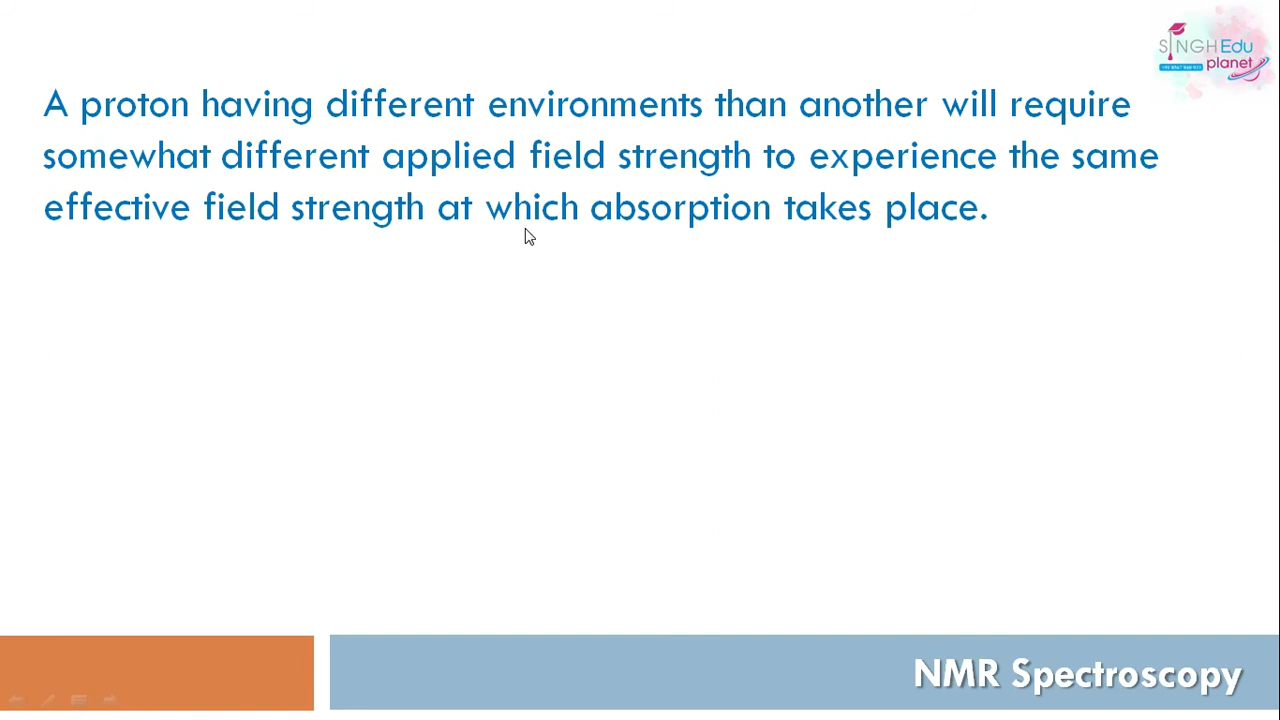 SINGH Edu
planet
A proton having different environments than another will require
somewhat different applied field strength to experience the same
effective field strength at which absorption takes place.
NMR Spectroscopy